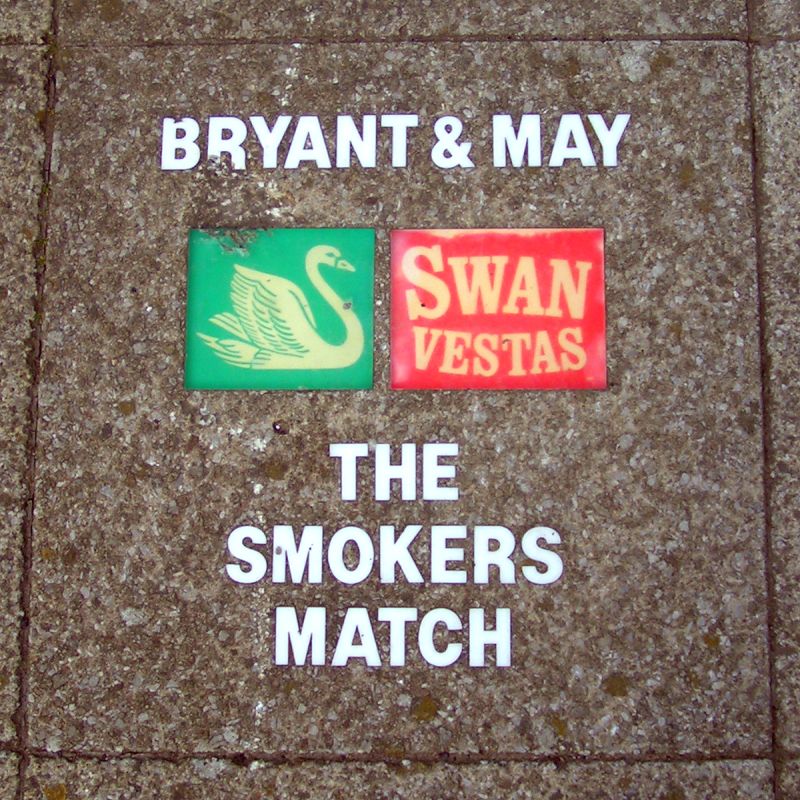 BRYANT & MAY
SWAN
VESTAS
THE
SMOKERS
MATCH